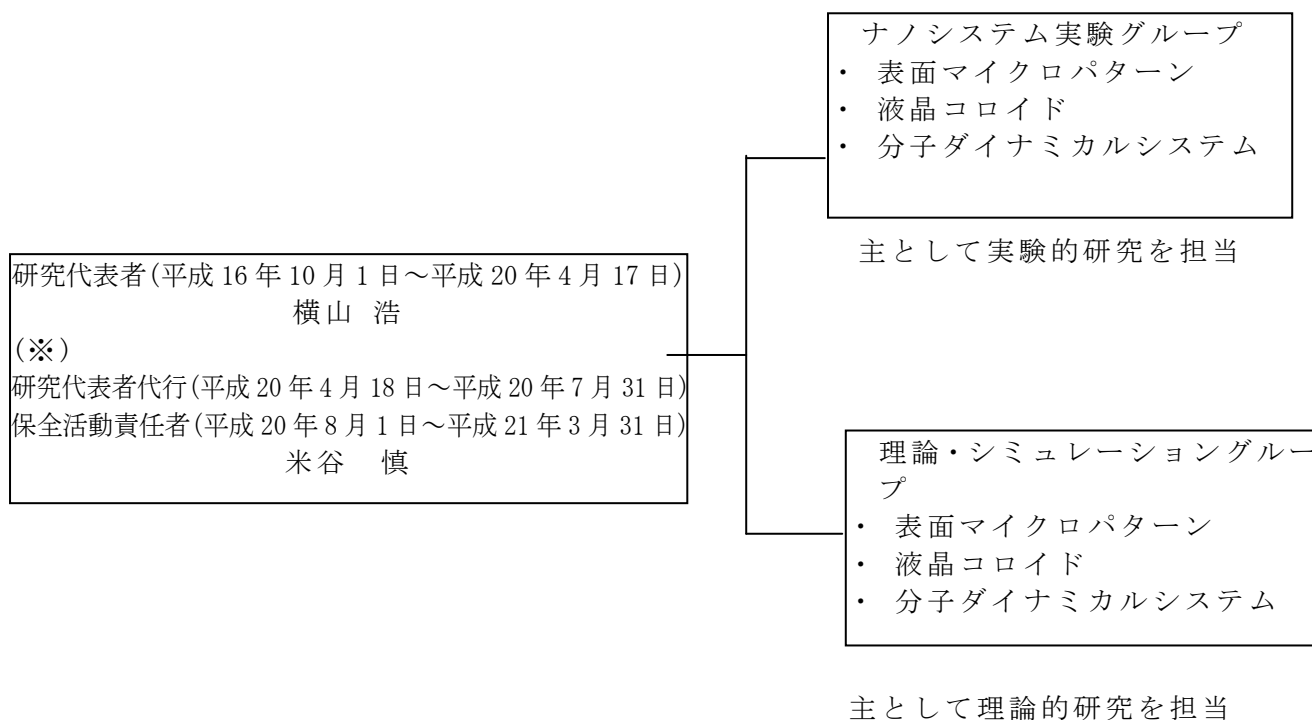 ナノシステム実験グループ
・ 表面マイクロパターン
・ 液晶コロイド
・ 分子ダイナミカルシステム
主として実験的研究を担当
研究代表者(平成16年10月1日～平成20年4月17日)
横山 浩
(※)
研究代表者代行(平成20年4月18日～平成20年7月31日)
保全活動責任者(平成20年8月1日～平成21年3月31日)
米谷 慎
理論・シミュレーショングルー
プ
・ 表面マイクロパターン
・ 液晶コロイド
・ 分子ダイナミカルシステム
主として理論的研究を担当